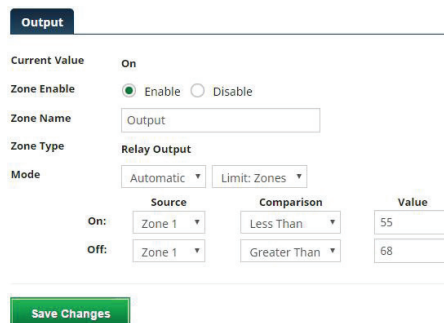 Output
Current Value On
Zone Enable Enable Disable
Zone Name Output
Zone Type Relay Output
Mode Automatic Limit: Zones
Source Comparison Value
On: Zone 1 Less Than 55
Off: Zone 1 Greater Than 68
Save Changes